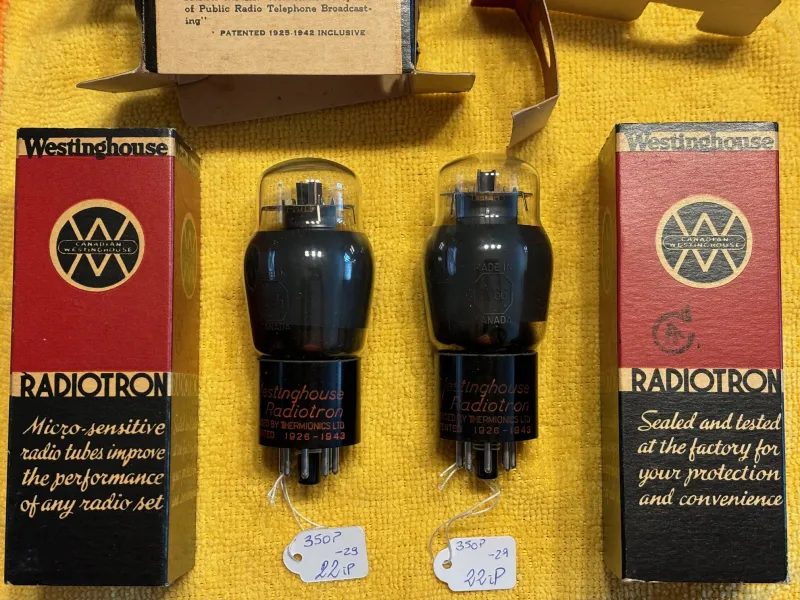 of Public Radio Telephone Broadcast-
ing"
PATENTED 1925-1942 INCLUSIVE
Westinghouse
CANADIAN
WESTINGHOUSE
RADIOTRON
Micro-sensitive
radio tubes improve
the performance
of any radio set
CANADA
Westinghouse
Radiotron
BY THERMIONICS LTD
1926-1943
350P
-29
22iP
MADE I
CANADA
Westinghouse
Radiotron
BY THERMIONICS LTD
1926-1943
350P
-29
22iP
Westinghouse
CANADIAN
WESTINGHOUSE
RADIOTRON
Sealed and tested
at the factory for
your protection
and convenience